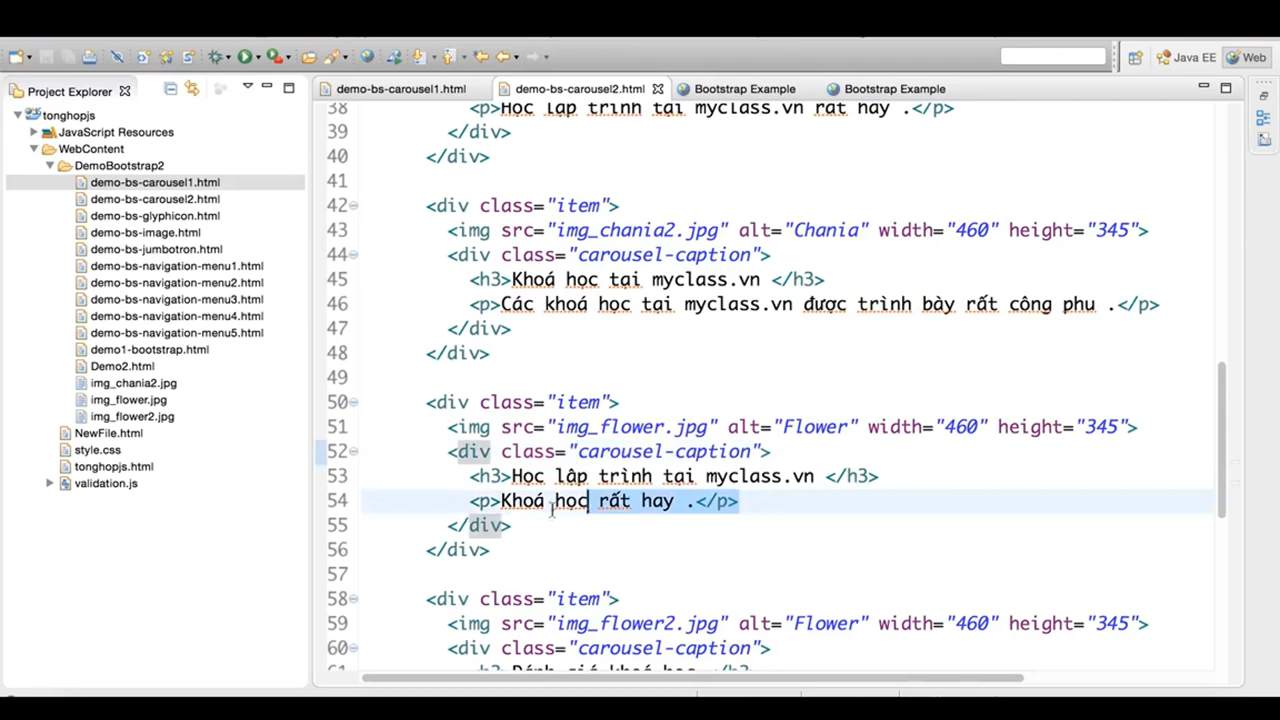 Java EE
Web
Project Explorer
demo-bs-carousel1.html
demo-bs-carousel2.html
Bootstrap Example
Bootstrap Example
tonghopjs
JavaScript Resources
WebContent
DemoBootstrap2
demo-bs-carousel1.html
demo-bs-carousel2.html
demo-bs-glyphicon.html
demo-bs-image.html
demo-bs-jumbotron.html
demo-bs-navigation-menu1.html
demo-bs-navigation-menu2.html
demo-bs-navigation-menu3.html
demo-bs-navigation-menu4.html
demo-bs-navigation-menu5.html
demo1-bootstrap.html
Demo2.html
img_chania2.jpg
img_flower.jpg
img_flower2.jpg
NewFile.html
style.css
tonghopjs.html
validation.js
38 <p>Học lập trình tại myclass.vn rất hay .</p>
39 </div>
40 </div>
41
42 <div class="item">
43 <img src="img_chania2.jpg" alt="Chania" width="460" height="345">
44 <div class="carousel-caption">
45 <h3>Khoá học tại myclass.vn </h3>
46 <p>Các khoá học tại myclass.vn được trình bày rất công phu .</p>
47 </div>
48 </div>
49
50 <div class="item">
51 <img src="img_flower.jpg" alt="Flower" width="460" height="345">
52 <div class="carousel-caption">
53 <h3>Học lập trình tại myclass.vn </h3>
54 <p>Khoá học rất hay .</p>
55 </div>
56 </div>
57
58 <div class="item">
59 <img src="img_flower2.jpg" alt="Flower" width="460" height="345">
60 <div class="carousel-caption">
61 <h3>Đánh giá khoá học </h3>